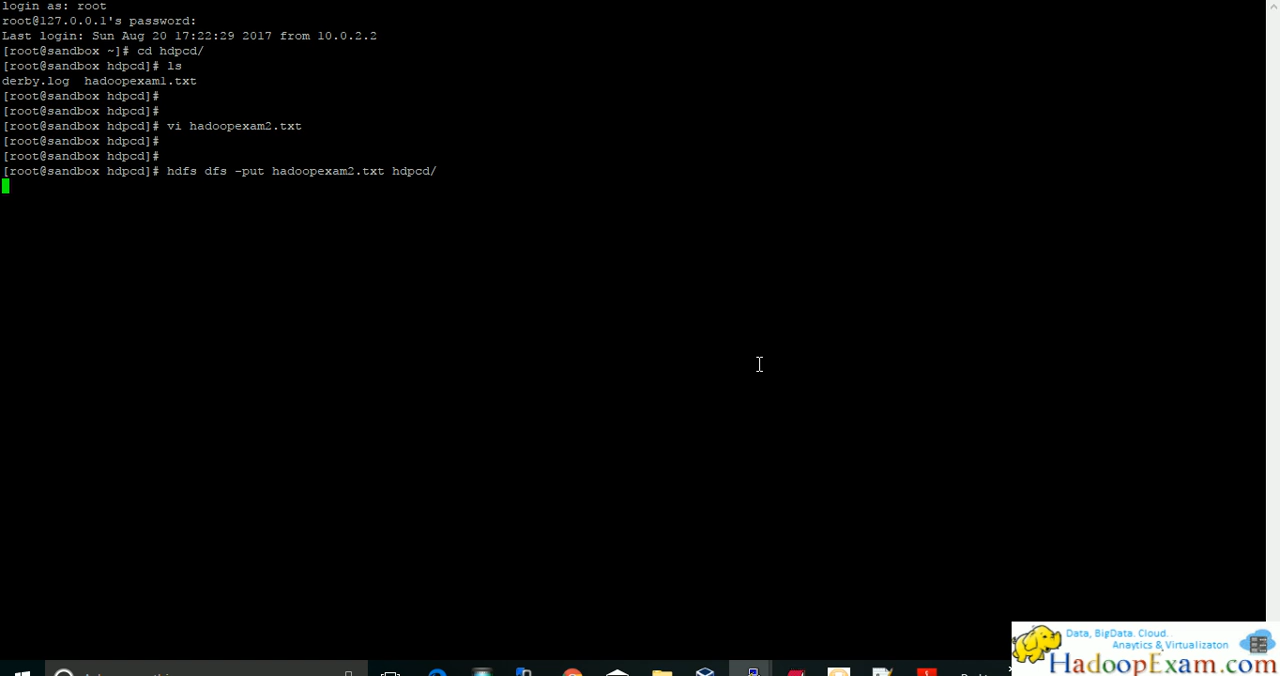 login as: root
root@127.0.0.1's password:
Last login: Sun Aug 20 17:22:29 2017 from 10.0.2.2
[root@sandbox ~]# cd hdpcd/
[root@sandbox hdpcd]# ls
derby.log  hadoopexam1.txt
[root@sandbox hdpcd]#
[root@sandbox hdpcd]#
[root@sandbox hdpcd]# vi hadoopexam2.txt
[root@sandbox hdpcd]#
[root@sandbox hdpcd]#
[root@sandbox hdpcd]# hdfs dfs -put hadoopexam2.txt hdpcd/
Data, BigData. Cloud.
Anaytics & Virtualizaton
HadoopExam.com